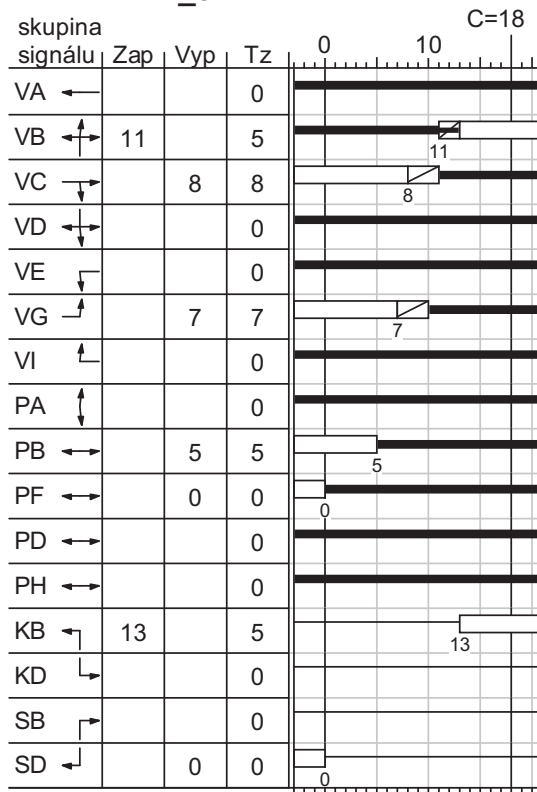 C=18
skupina 0 10
signálu Zap Vyp Tz
VA 0
VB 11 5
11
VC 8 8
8
VD 0
VE 0
VG 7 7
7
VI 0
PA 0
PB 5 5
5
PF 0 0
0
PD 0
PH 0
KB 13 5
13
KD 0
SB 0
SD 0 0
0